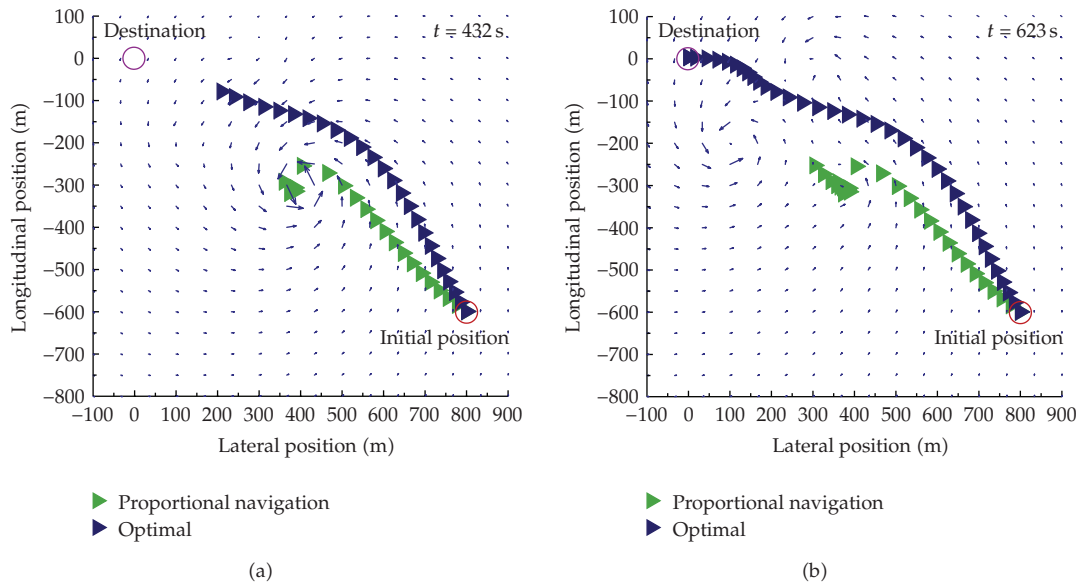 100
0
−100
−200
−300
−400
−500
−600
−700
−800
Longitudinal position (m)
Destination
t = 432 s
Initial position
−100 0 100 200 300 400 500 600 700 800 900
Lateral position (m)
Proportional navigation
Optimal
(a)
100
0
−100
−200
−300
−400
−500
−600
−700
−800
Longitudinal position (m)
Destination
t = 623 s
Initial position
−100 0 100 200 300 400 500 600 700 800 900
Lateral position (m)
Proportional navigation
Optimal
(b)